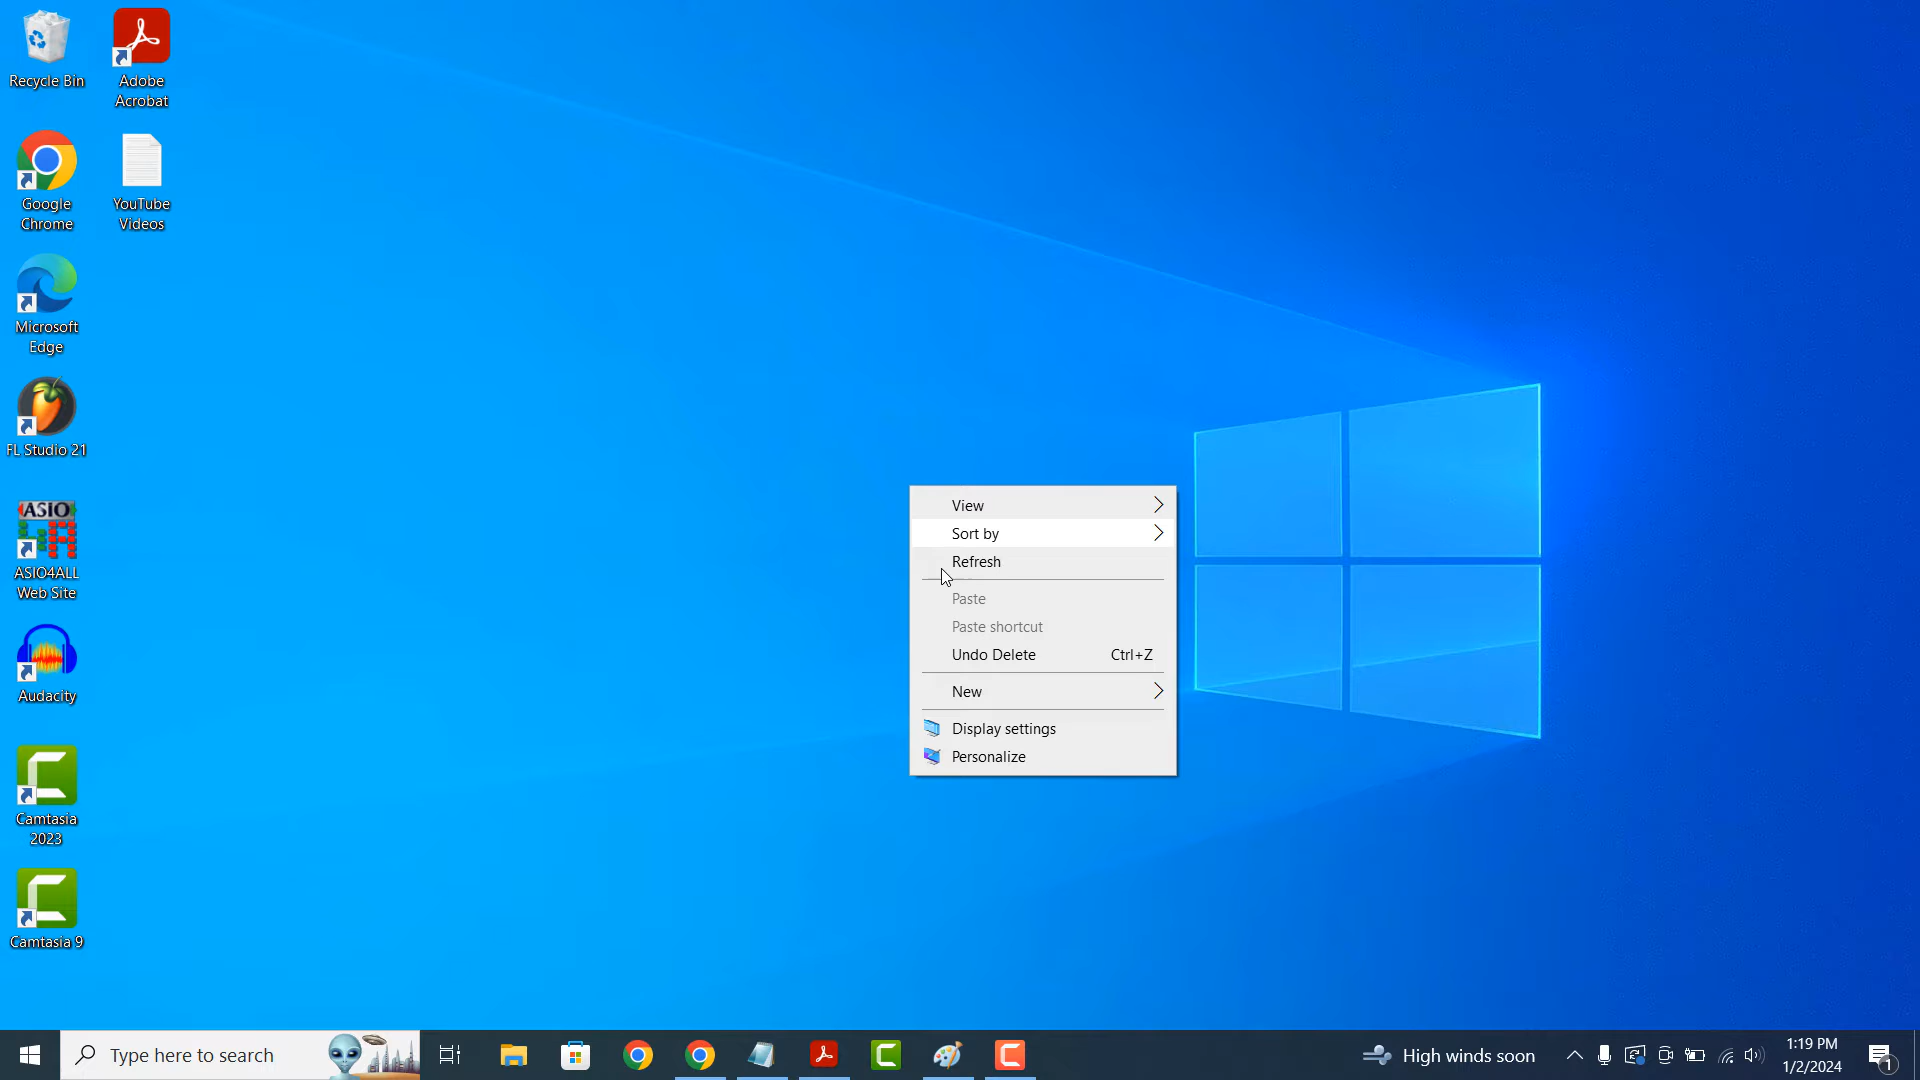 Recycle Bin
Adobe
Acrobat
Google
Chrome
YouTube
Videos
Microsoft
Edge
FL Studio 21
ASIO
ASIO4ALL
Web Site
Audacity
Camtasia
2023
Camtasia 9
View
Sort by
Refresh
Paste
Paste shortcut
Undo Delete Ctrl+Z
New
Display settings
Personalize
Type here to search
High winds soon
1:19 PM
1/2/2024
1